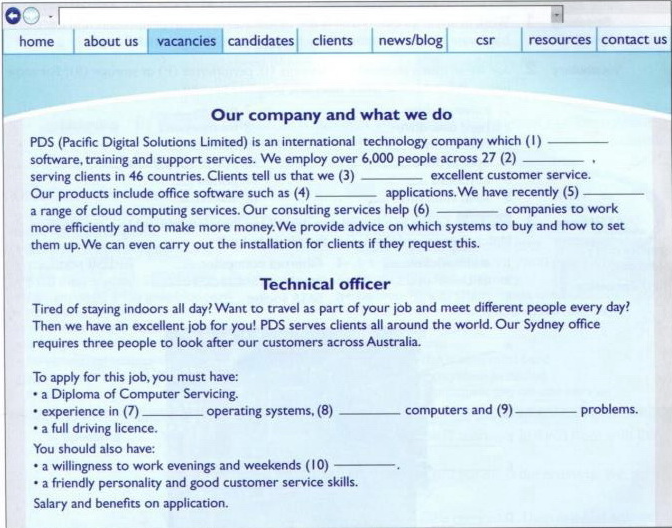 home about us vacancies candidates clients news/blog csr resources contact us
Our company and what we do
PDS (Pacific Digital Solutions Limited) is an international technology company which (1) ________
software, training and support services. We employ over 6,000 people across 27 (2) ________ ,
serving clients in 46 countries. Clients tell us that we (3) ________ excellent customer service.
Our products include office software such as (4) ________ applications. We have recently (5) ________
a range of cloud computing services. Our consulting services help (6) ________ companies to work
more efficiently and to make more money. We provide advice on which systems to buy and how to set
them up. We can even carry out the installation for clients if they request this.
Technical officer
Tired of staying indoors all day? Want to travel as part of your job and meet different people every day?
Then we have an excellent job for you! PDS serves clients all around the world. Our Sydney office
requires three people to look after our customers across Australia.
To apply for this job, you must have:
• a Diploma of Computer Servicing.
• experience in (7) ________ operating systems, (8) ________ computers and (9) ________ problems.
• a full driving licence.
You should also have:
• a willingness to work evenings and weekends (10) ________.
• a friendly personality and good customer service skills.
Salary and benefits on application.